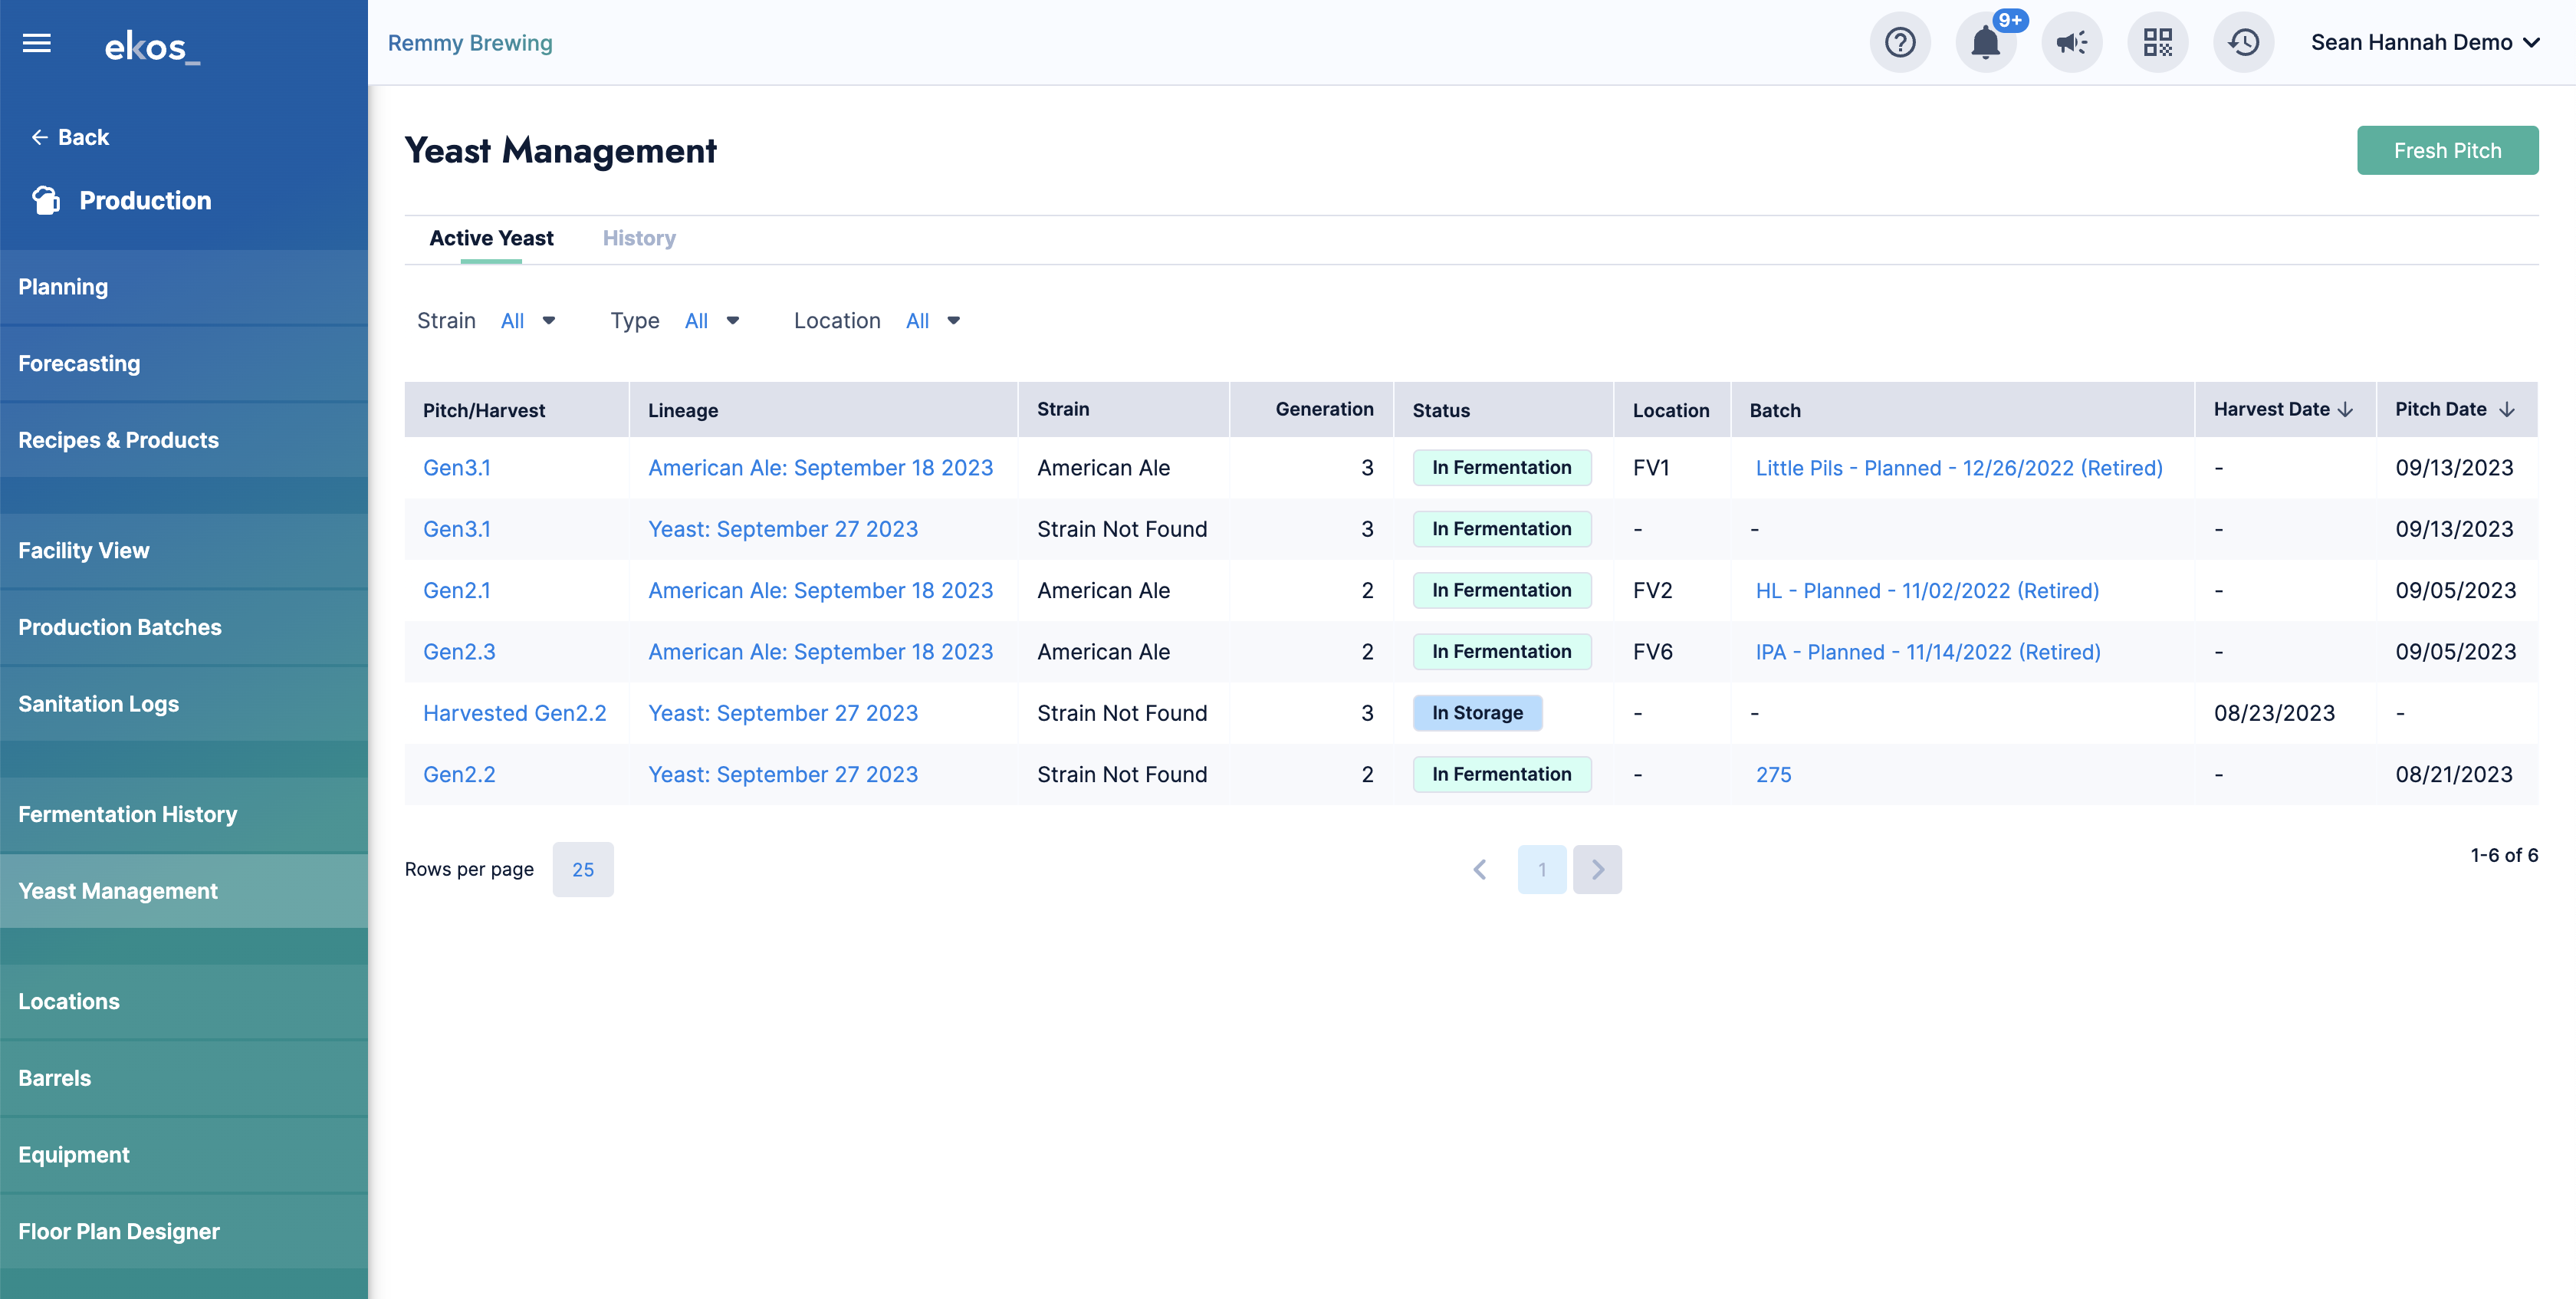 ekos_
Remmy Brewing
9+
Sean Hannah Demo
Back
Production
Planning
Forecasting
Recipes & Products
Facility View
Production Batches
Sanitation Logs
Fermentation History
Yeast Management
Locations
Barrels
Equipment
Floor Plan Designer
Yeast Management
Fresh Pitch
Active Yeast History
Strain All Type All Location All
Pitch/Harvest Lineage Strain Generation Status Location Batch Harvest Date Pitch Date
Gen3.1 American Ale: September 18 2023 American Ale 3 In Fermentation FV1 Little Pils - Planned - 12/26/2022 (Retired) - 09/13/2023
Gen3.1 Yeast: September 27 2023 Strain Not Found 3 In Fermentation - - - 09/13/2023
Gen2.1 American Ale: September 18 2023 American Ale 2 In Fermentation FV2 HL - Planned - 11/02/2022 (Retired) - 09/05/2023
Gen2.3 American Ale: September 18 2023 American Ale 2 In Fermentation FV6 IPA - Planned - 11/14/2022 (Retired) - 09/05/2023
Harvested Gen2.2 Yeast: September 27 2023 Strain Not Found 3 In Storage - - 08/23/2023 -
Gen2.2 Yeast: September 27 2023 Strain Not Found 2 In Fermentation - 275 - 08/21/2023
Rows per page 25 1 1-6 of 6